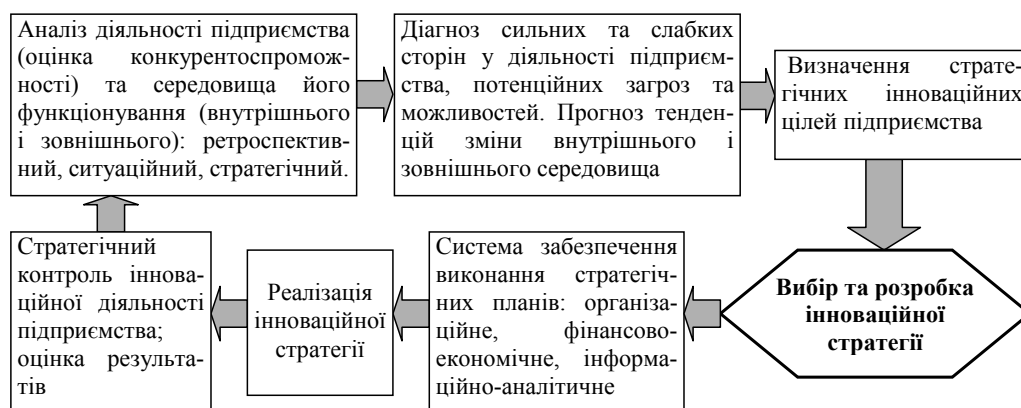 Аналіз діяльності підприємства
(оцінка конкурентоспромож-
ності) та середовища його
функціонування (внутрішнього
і зовнішнього): ретроспектив-
ний, ситуаційний, стратегічний.
Діагноз сильних та слабких
сторін у діяльності підприєм-
ства, потенційних загроз та
можливостей. Прогноз тенден-
цій зміни внутрішнього і
зовнішнього середовища
Визначення страте-
гічних інноваційних
цілей підприємства
Вибір та розробка
інноваційної
стратегії
Система забезпечення
виконання стратегіч-
них планів: організа-
ційне, фінансово-
економічне, інформа-
ційно-аналітичне
Реалізація
інноваційної
стратегії
Стратегічний
контроль іннова-
ційної діяльності
підприємства;
оцінка результа-
тів